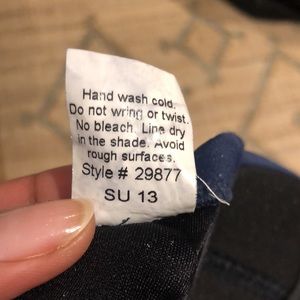 Hand wash cold.
Do not wring or twist.
No bleach. Line dry
in the shade. Avoid
rough surfaces.
Style # 29877
SU 13